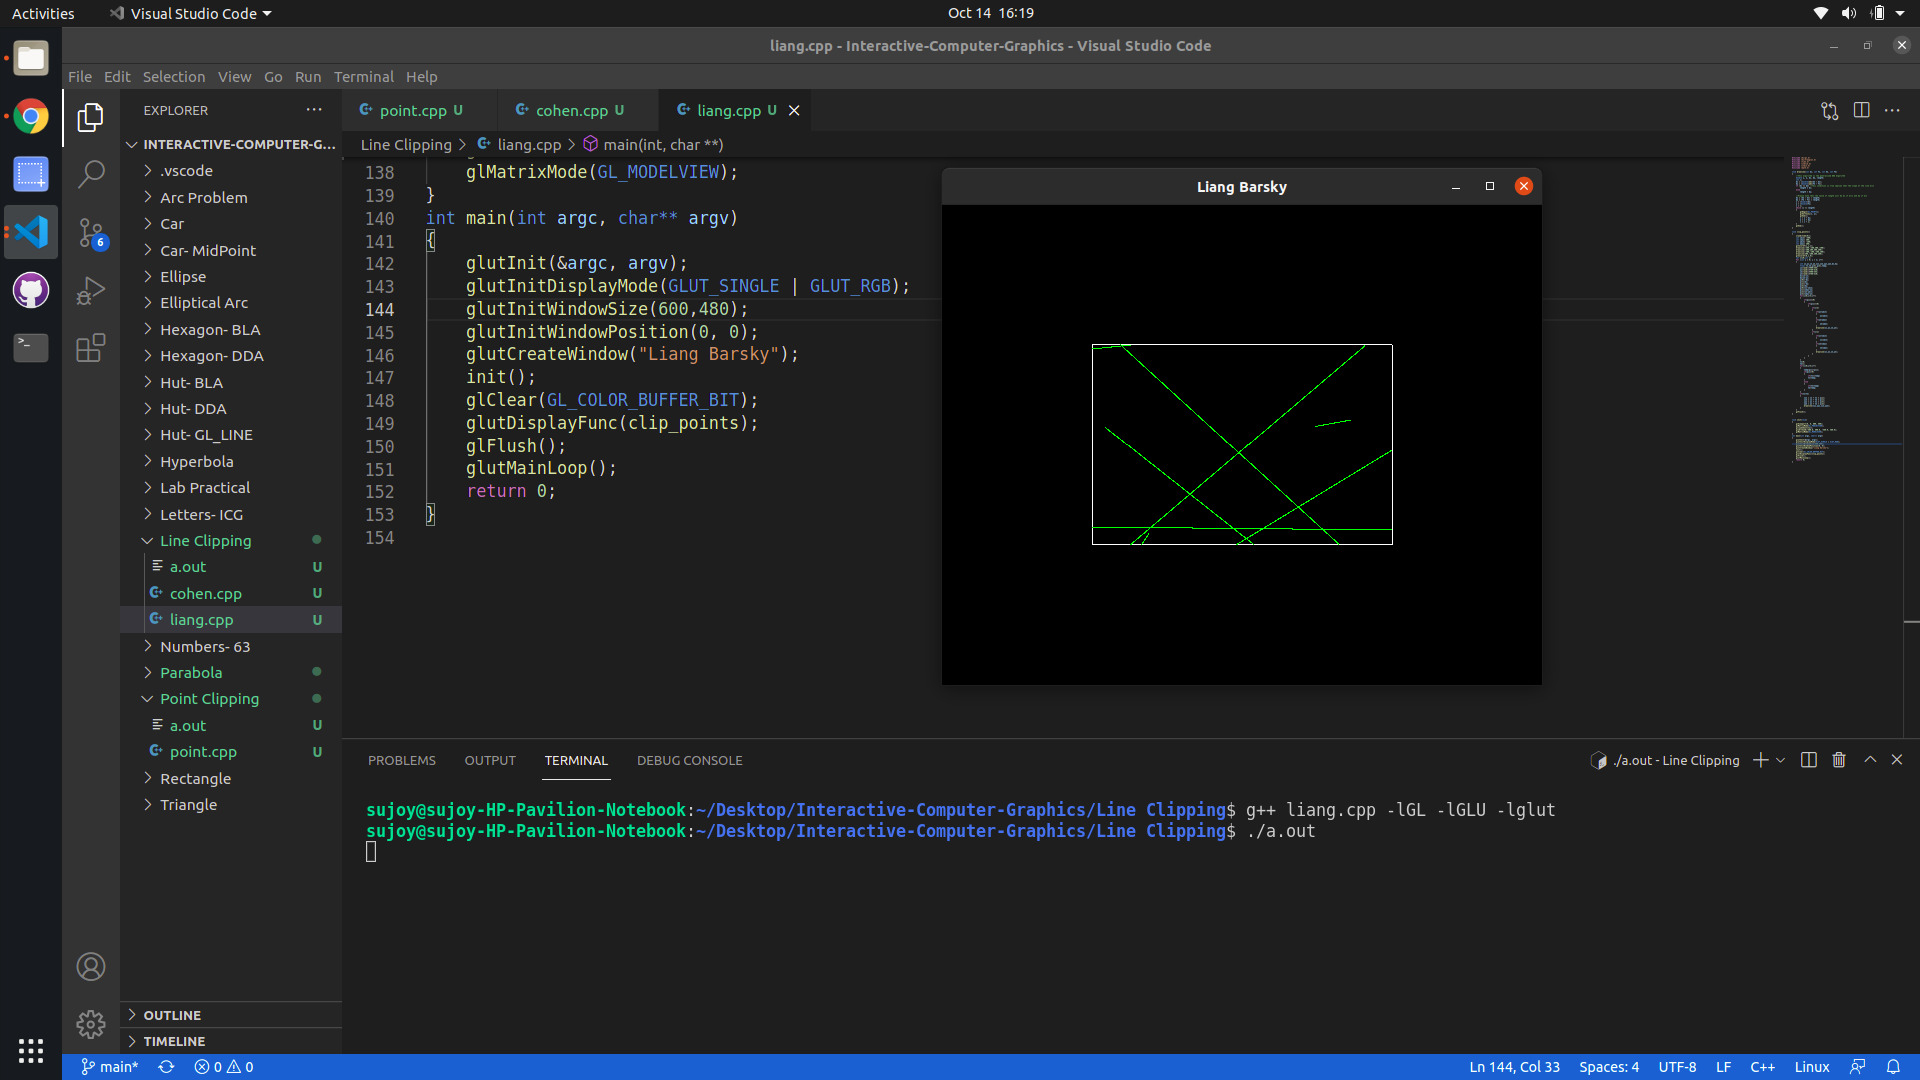 Activities
Visual Studio Code
Oct 14 16:19
liang.cpp - Interactive-Computer-Graphics - Visual Studio Code
File Edit Selection View Go Run Terminal Help
EXPLORER
INTERACTIVE-COMPUTER-G...
.vscode
Arc Problem
Car
Car- MidPoint
Ellipse
Elliptical Arc
Hexagon- BLA
Hexagon- DDA
Hut- BLA
Hut- DDA
Hut- GL_LINE
Hyperbola
Lab Practical
Letters- ICG
Line Clipping
a.out U
cohen.cpp U
liang.cpp U
Numbers- 63
Parabola
Point Clipping
a.out U
point.cpp U
Rectangle
Triangle
OUTLINE
TIMELINE
6
point.cpp U
cohen.cpp U
liang.cpp U
Line Clipping > liang.cpp > main(int, char **)
138 glMatrixMode(GL_MODELVIEW);
139 }
140 int main(int argc, char** argv)
141 {
142 glutInit(&argc, argv);
143 glutInitDisplayMode(GLUT_SINGLE | GLUT_RGB);
144 glutInitWindowSize(600,480);
145 glutInitWindowPosition(0, 0);
146 glutCreateWindow("Liang Barsky");
147 init();
148 glClear(GL_COLOR_BUFFER_BIT);
149 glutDisplayFunc(clip_points);
150 glFlush();
151 glutMainLoop();
152 return 0;
153 }
154
Liang Barsky
PROBLEMS OUTPUT TERMINAL DEBUG CONSOLE
./a.out - Line Clipping
sujoy@sujoy-HP-Pavilion-Notebook:~/Desktop/Interactive-Computer-Graphics/Line Clipping$ g++ liang.cpp -lGL -lGLU -lglut
sujoy@sujoy-HP-Pavilion-Notebook:~/Desktop/Interactive-Computer-Graphics/Line Clipping$ ./a.out
main* 0 0
Ln 144, Col 33 Spaces: 4 UTF-8 LF C++ Linux